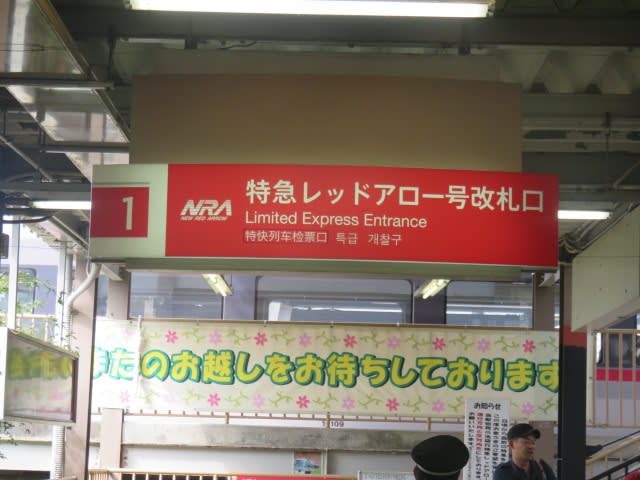 1
NRA
NEW RED ARROW
特急レッドアロー号改札口
Limited Express Entrance
特快列车检票口 특급 개찰구
またのお越しをお待ちしております
109
お知らせ